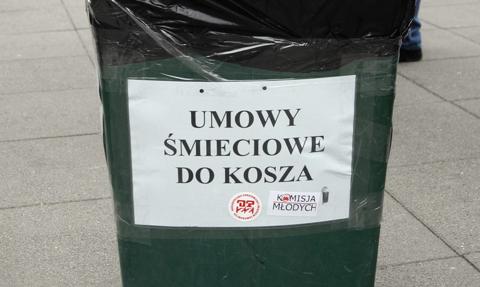 UMOWY
ŚMIECIOWE
DO KOSZA
KOMISJA
MŁODYCH